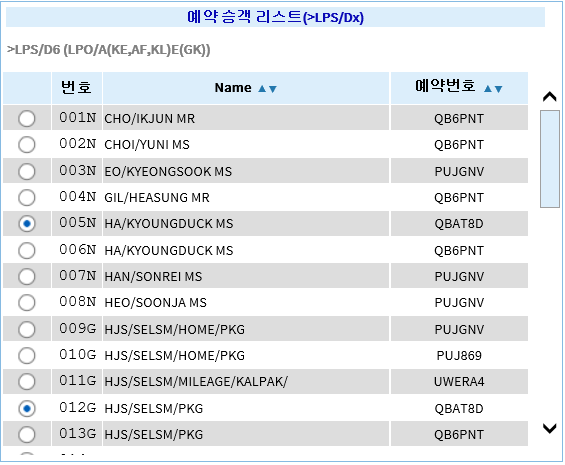 예약 승객 리스트(>LPS/Dx)
>LPS/D6 (LPO/A(KE,AF,KL)E(GK))
번호 Name ▲▼ 예약번호 ▲▼
001N CHO/IKJUN MR QB6PNT
002N CHOI/YUNI MS QB6PNT
003N EO/KYEONGSOOK MS PUJGNV
004N GIL/HEASUNG MR QB6PNT
005N HA/KYOUNGDUCK MS QBAT8D
006N HA/KYOUNGDUCK MS QB6PNT
007N HAN/SONREI MS PUJGNV
008N HEO/SOONJA MS PUJGNV
009G HJS/SELSM/HOME/PKG PUJGNV
010G HJS/SELSM/HOME/PKG PUJ869
011G HJS/SELSM/MILEAGE/KALPAK/ UWERA4
012G HJS/SELSM/PKG QBAT8D
013G HJS/SELSM/PKG QB6PNT